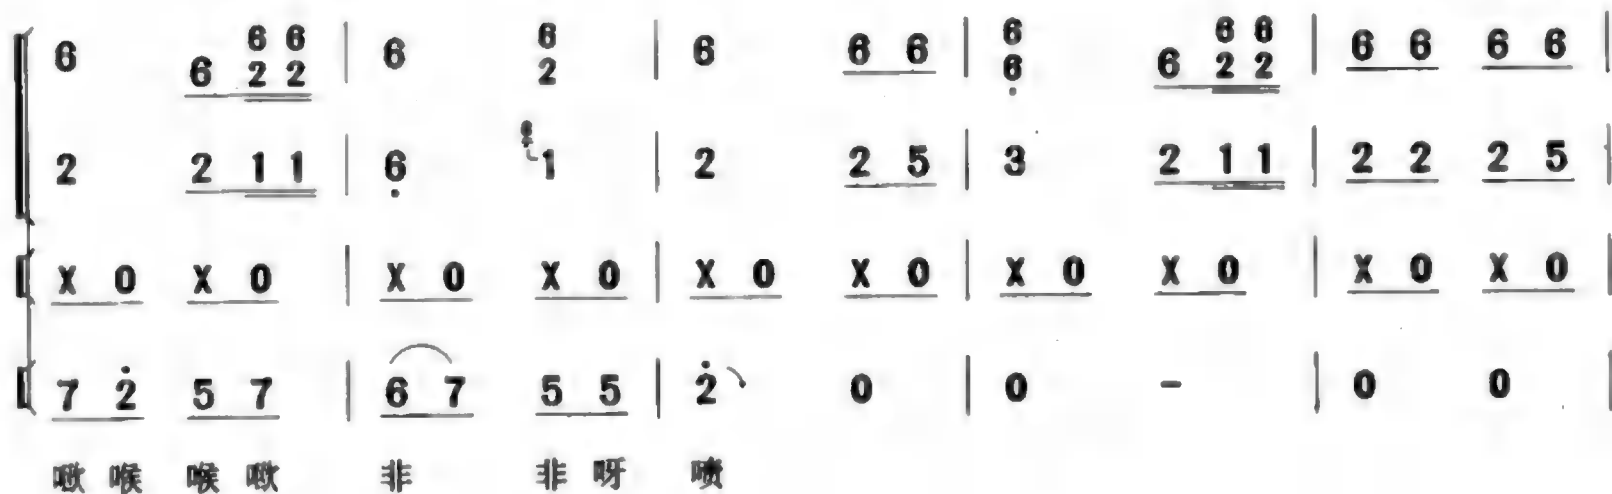 6 6 6 6 | 6 6 | 6 6 6 | 6 6 6 6 | 6 6 6 6 |
2 2 2 2 6
2 2 1 1 | 6 6 1 | 2 2 5 | 3 2 1 1 | 2 2 2 5 |
X 0 X 0 | X 0 X 0 | X 0 X 0 | X 0 X 0 | X 0 X 0 |
7 2 5 7 | 6 7 5 5 | 2 0 | 0 - | 0 0 |
啾 喉 喉 啾 非 非 呀 喷